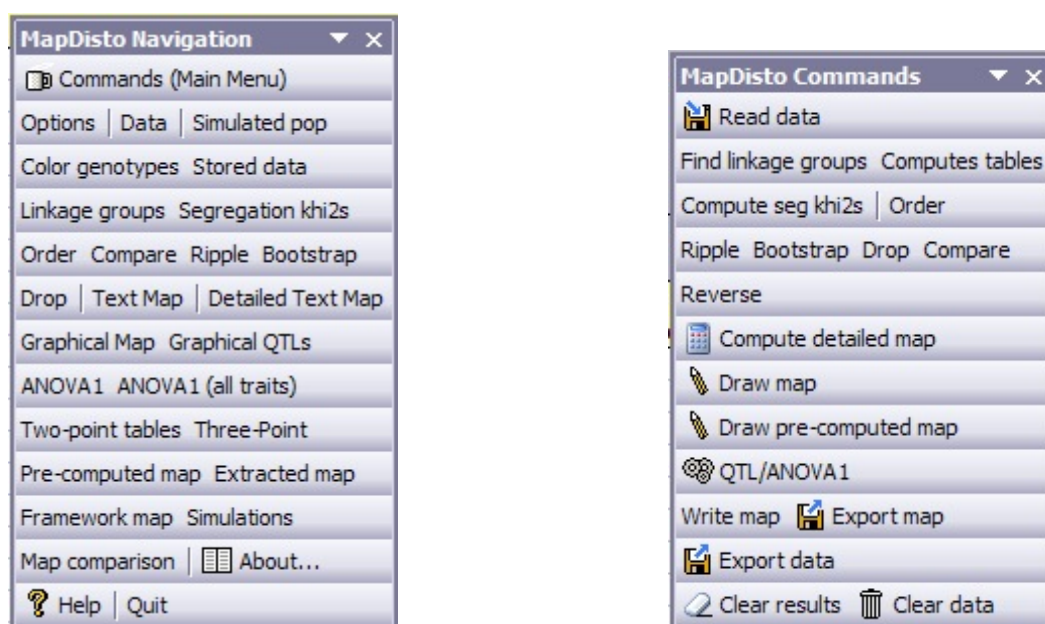 MapDisto Navigation
Commands (Main Menu)
Options | Data | Simulated pop
Color genotypes Stored data
Linkage groups Segregation khi2s
Order Compare Ripple Bootstrap
Drop | Text Map | Detailed Text Map
Graphical Map Graphical QTLs
ANOVA1 ANOVA1 (all traits)
Two-point tables Three-Point
Pre-computed map Extracted map
Framework map Simulations
Map comparison | About...
Help | Quit
MapDisto Commands
Read data
Find linkage groups Computes tables
Compute seg khi2s | Order
Ripple Bootstrap Drop Compare
Reverse
Compute detailed map
Draw map
Draw pre-computed map
QTL/ANOVA1
Write map Export map
Export data
Clear results Clear data